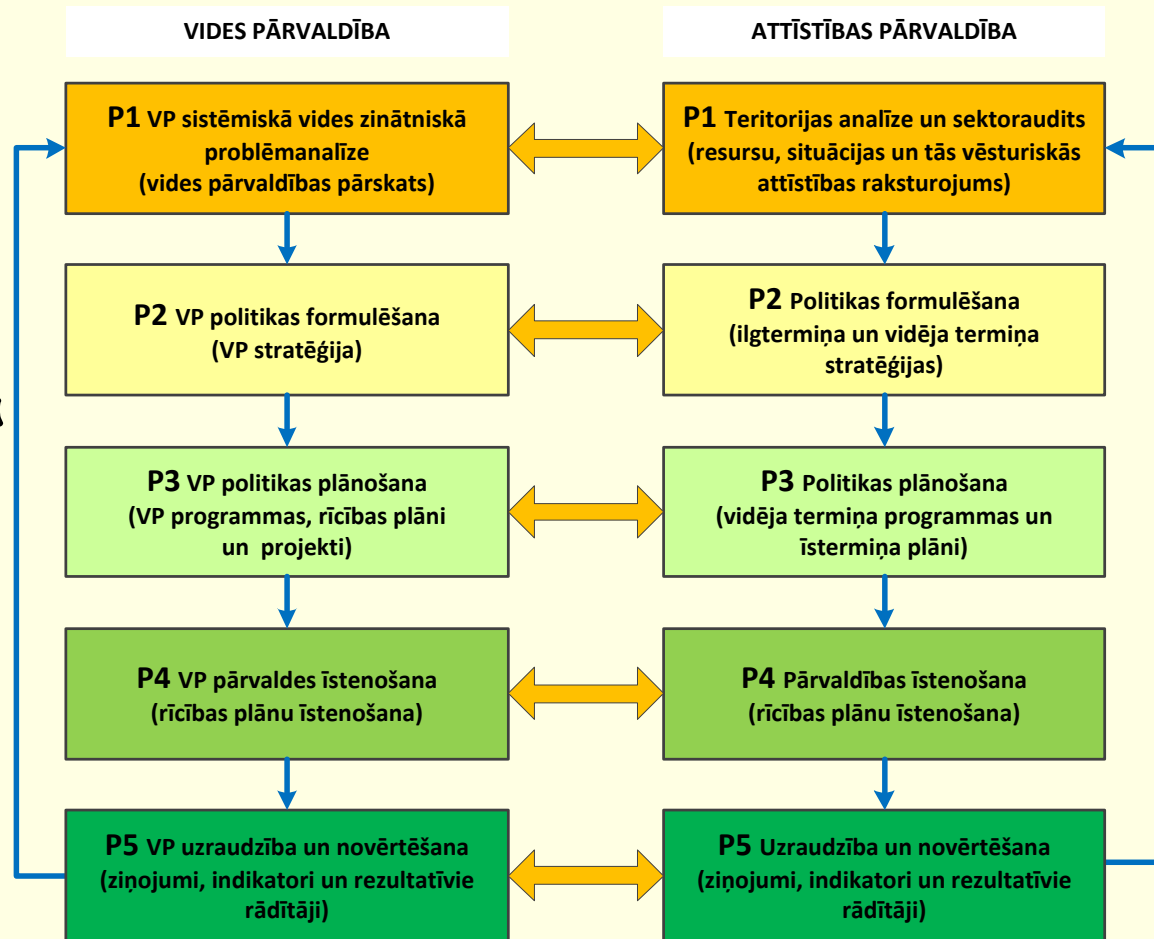 VIDES PĀRVALDĪBA
ATTĪSTĪBAS PĀRVALDĪBA
P1 VP sistēmiskā vides zinātniskā
problēmanalīze
(vides pārvaldības pārskats)
P1 Teritorijas analīze un sektoraudits
(resursu, situācijas un tās vēsturiskās
attīstības raksturojums)
P2 VP politikas formulēšana
(VP stratēģija)
P2 Politikas formulēšana
(ilgtermiņa un vidēja termiņa
stratēģijas)
P3 VP politikas plānošana
(VP programmas, rīcības plāni
un projekti)
P3 Politikas plānošana
(vidēja termiņa programmas un
īstermiņa plāni)
P4 VP pārvaldes īstenošana
(rīcības plānu īstenošana)
P4 Pārvaldības īstenošana
(rīcības plānu īstenošana)
P5 VP uzraudzība un novērtēšana
(ziņojumi, indikatori un rezultatīvie
rādītāji)
P5 Uzraudzība un novērtēšana
(ziņojumi, indikatori un rezultatīvie
rādītāji)